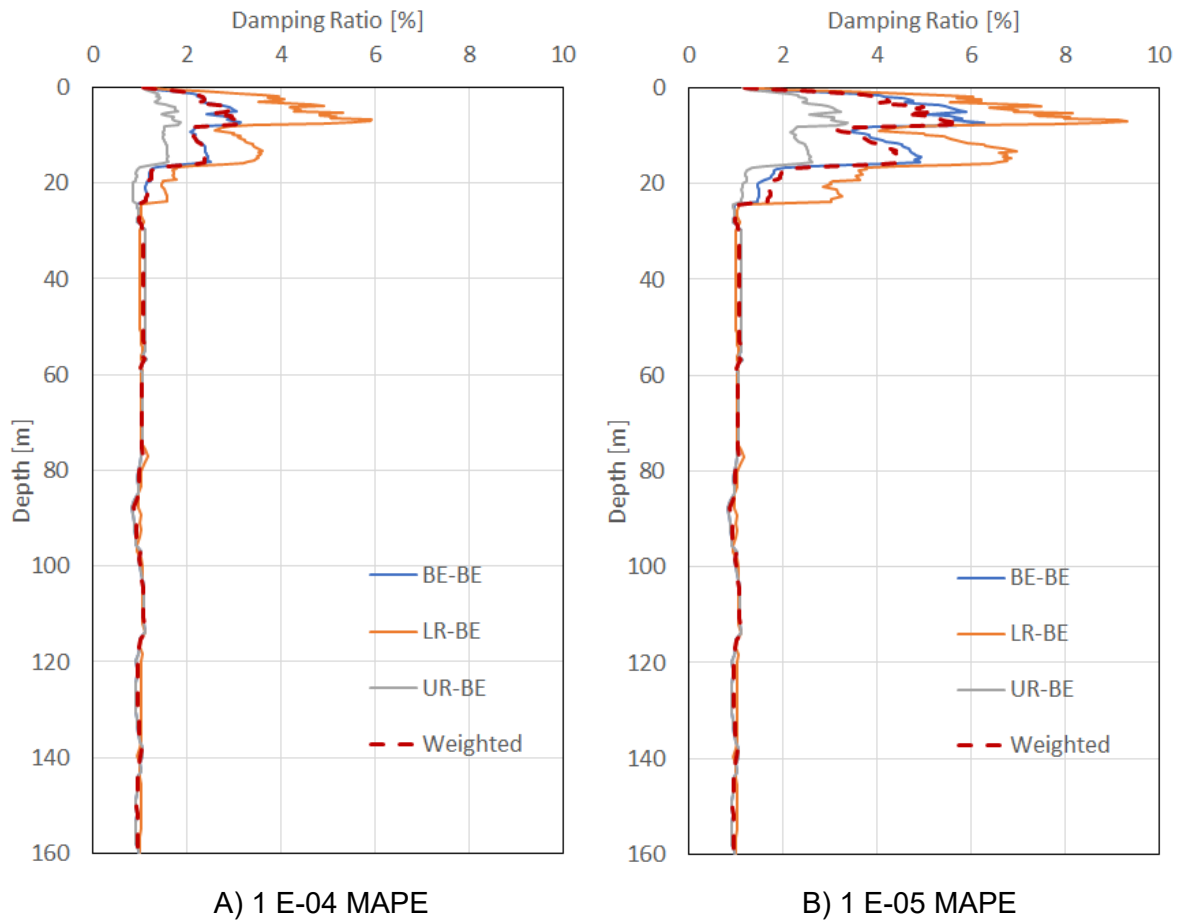 Damping Ratio [%]
0 2 4 6 8 10
0
20
40
60
80
100
120
140
160
Depth [m]
BE-BE
LR-BE
UR-BE
Weighted
A) 1 E-04 MAPE
Damping Ratio [%]
0 2 4 6 8 10
0
20
40
60
80
100
120
140
160
Depth [m]
BE-BE
LR-BE
UR-BE
Weighted
B) 1 E-05 MAPE